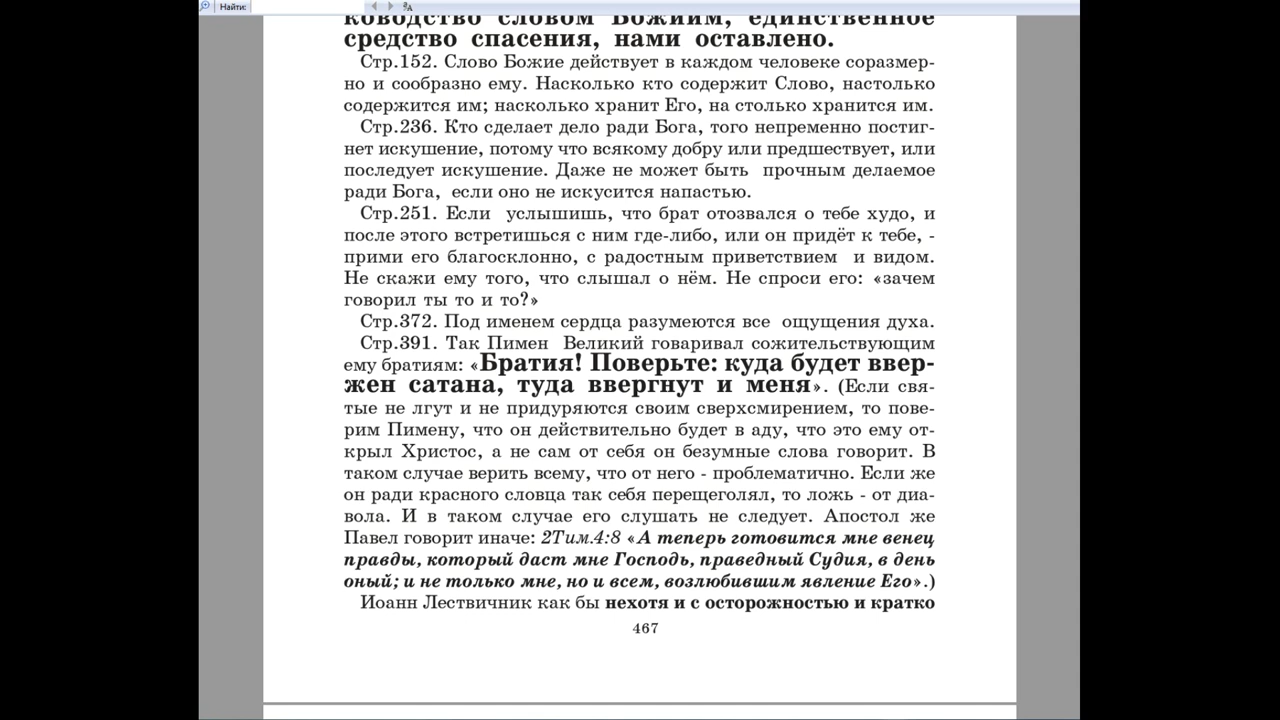 Найти:
ководство словом Божиим, единственное
средство спасения, нами оставлено.
Стр.152. Слово Божие действует в каждом человеке соразмер-
но и сообразно ему. Насколько кто содержит Слово, настолько
содержится им; насколько хранит Его, на столько хранится им.
Стр.236. Кто сделает дело ради Бога, того непременно постиг-
нет искушение, потому что всякому добру или предшествует, или
последует искушение. Даже не может быть прочным делаемое
ради Бога, если оно не искусится напастью.
Стр.251. Если услышишь, что брат отозвался о тебе худо, и
после этого встретишься с ним где-либо, или он придёт к тебе, -
прими его благосклонно, с радостным приветствием и видом.
Не скажи ему того, что слышал о нём. Не спроси его: «зачем
говорил ты то и то?»
Стр.372. Под именем сердца разумеются все ощущения духа.
Стр.391. Так Пимен Великий говаривал сожительствующим
ему братиям: «Братия! Поверьте: куда будет ввер-
жен сатана, туда ввергнут и меня». (Если свя-
тые не лгут и не придуряются своим сверхсмирением, то пове-
рим Пимену, что он действительно будет в аду, что это ему от-
крыл Христос, а не сам от себя он безумные слова говорит. В
таком случае верить всему, что от него - проблематично. Если же
он ради красного словца так себя перещеголял, то ложь - от диа-
вола. И в таком случае его слушать не следует. Апостол же
Павел говорит иначе: 2Тим.4:8 «А теперь готовится мне венец
правды, который даст мне Господь, праведный Судия, в день
оный; и не только мне, но и всем, возлюбившим явление Его».)
Иоанн Лествичник как бы нехотя и с осторожностью и кратко
467